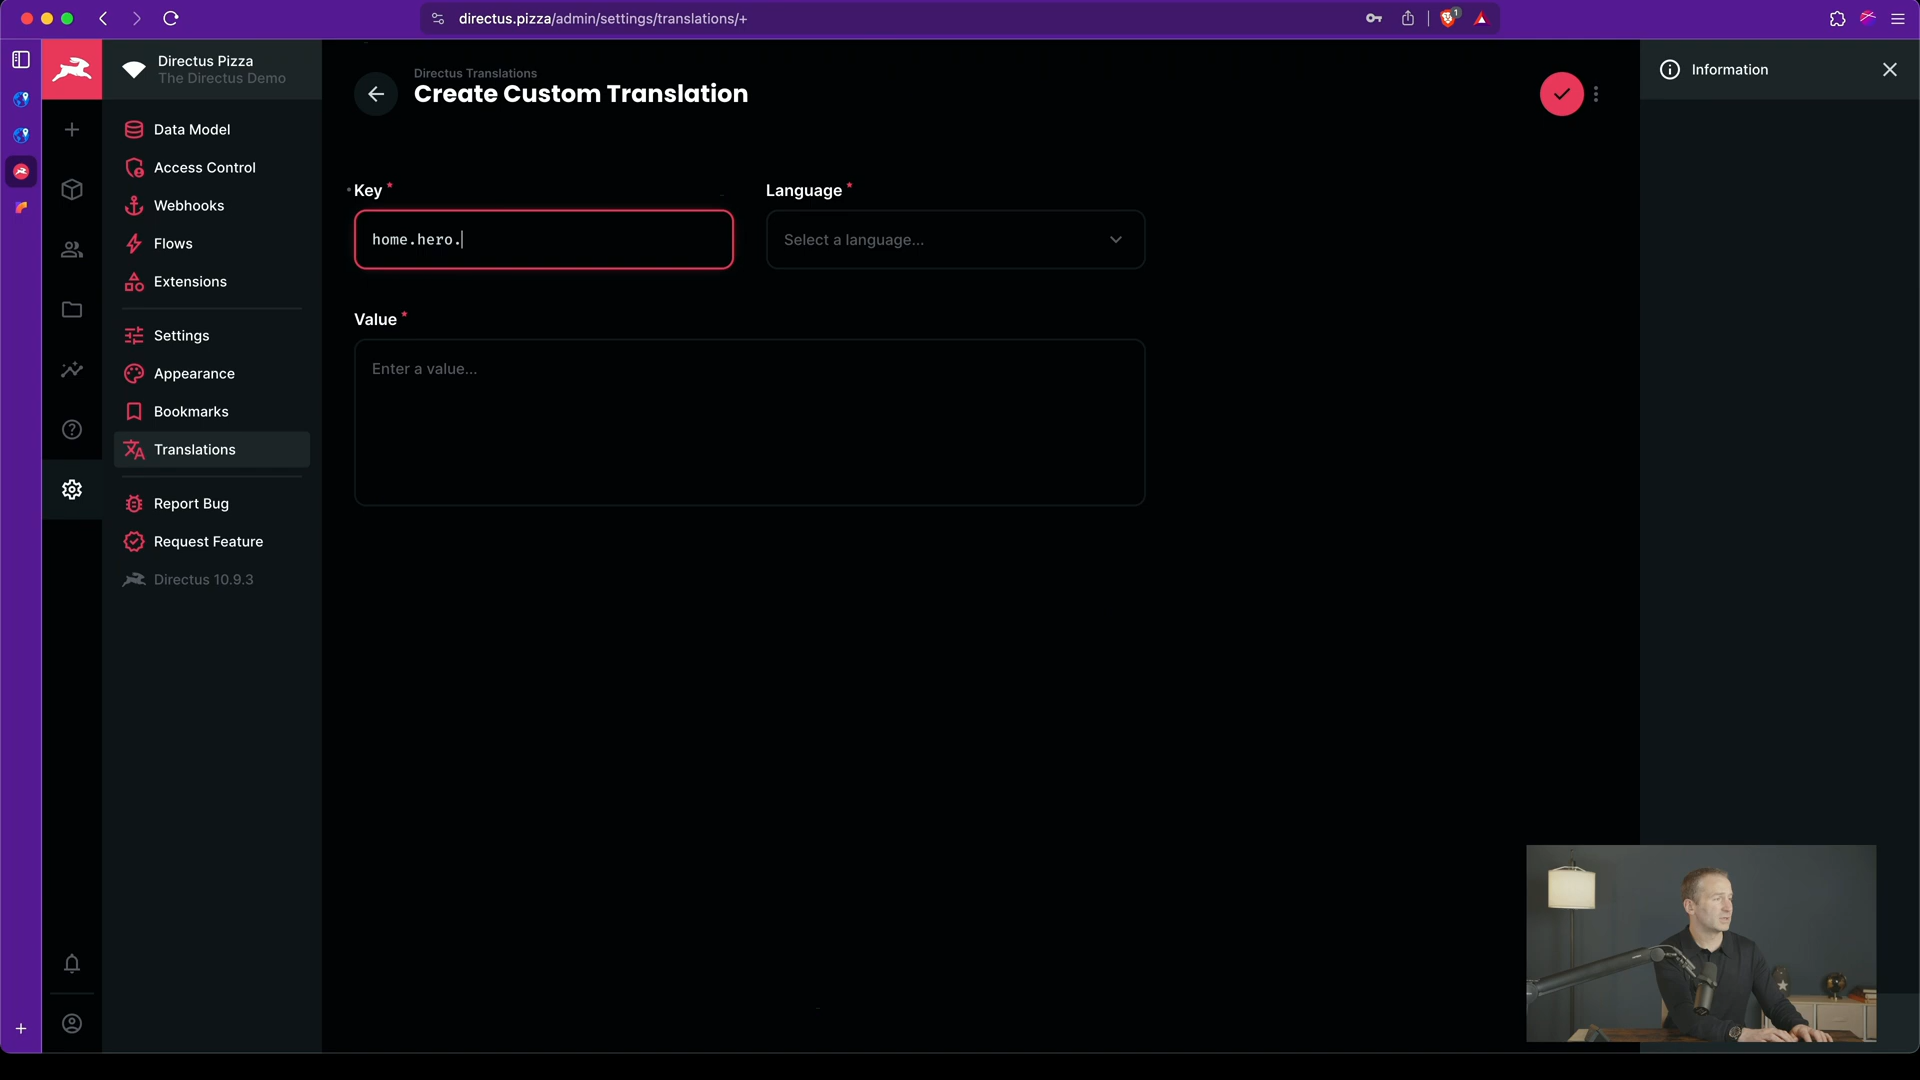 directus.pizza/admin/settings/translations/+
1
Directus Pizza
The Directus Demo
Data Model
Access Control
Webhooks
Flows
Extensions
Settings
Appearance
Bookmarks
Translations
Report Bug
Request Feature
Directus 10.9.3
Directus Translations
Create Custom Translation
Key *
home.hero.
Language *
Select a language...
Value *
Enter a value...
Information